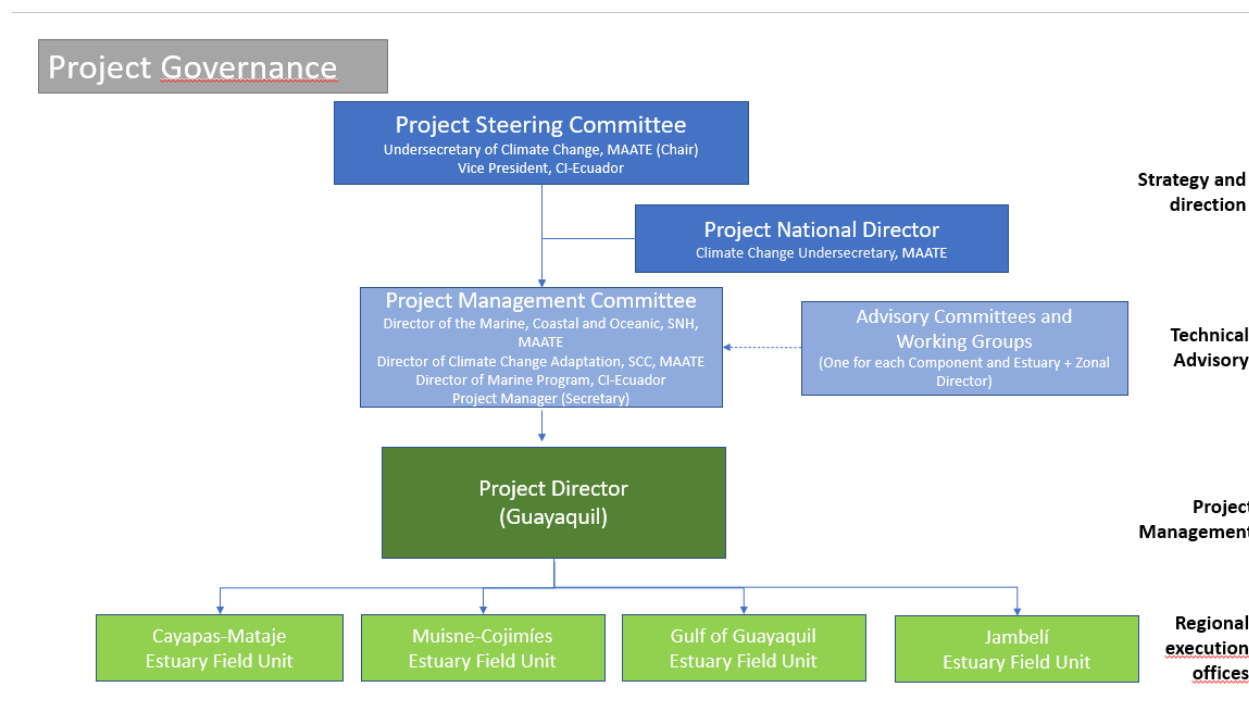 Project Governance
Project Steering Committee
Undersecretary of Climate Change, MAATE (Chair)
Vice President, CI-Ecuador
Strategy and
direction
Project National Director
Climate Change Undersecretary, MAATE
Project Management Committee
Director of the Marine, Coastal and Oceanic, SNH,
MAATE
Director of Climate Change Adaptation, SCC, MAATE
Director of Marine Program, CI-Ecuador
Project Manager (Secretary)
Advisory Committees and
Working Groups
(One for each Component and Estuary + Zonal
Director)
Technical
Advisory
Project Director
(Guayaquil)
Project
Management
Cayapas-Mataje
Estuary Field Unit
Muisne-Cojimíes
Estuary Field Unit
Gulf of Guayaquil
Estuary Field Unit
Jambelí
Estuary Field Unit
Regional
execution
offices